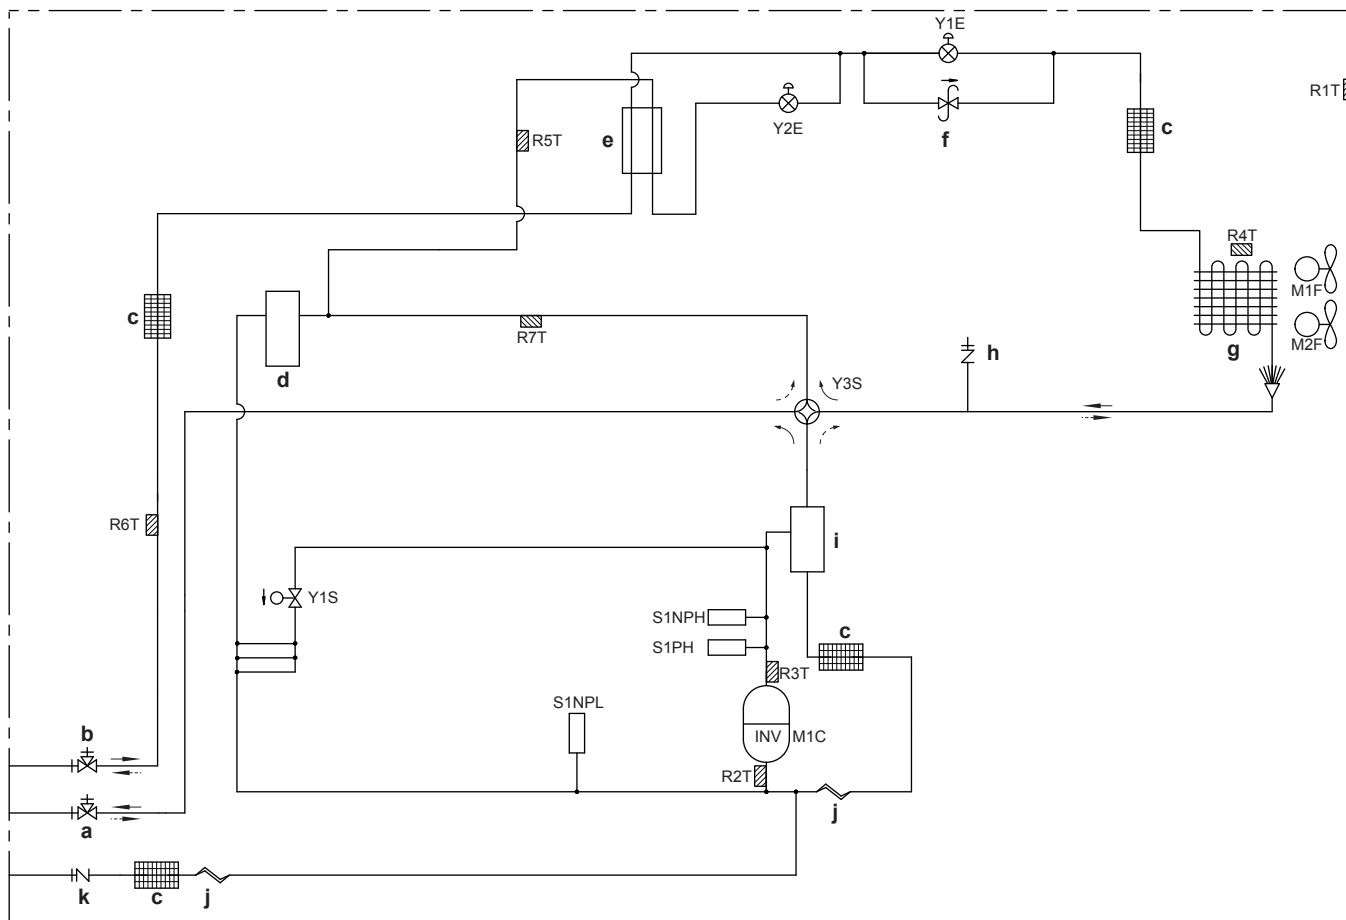 Y1E
R1T
Y2E
f
c
R5T
e
R4T
M1F
c
R7T
M2F
g
h
d
Y3S
R6T
i
Y1S
S1NPH
c
S1PH
R3T
S1NPL
b
INV
M1C
R2T
a
j
k
c
j